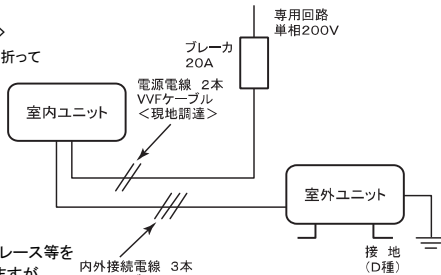 >
折って
専用回路
単相200V
ブレーカ
20A
電源電線 2本
VVFケーブル
<現地調達>
室内ユニット
室外ユニット
レース等を
ますが
内外接続電線 3本
接 地
(D種)